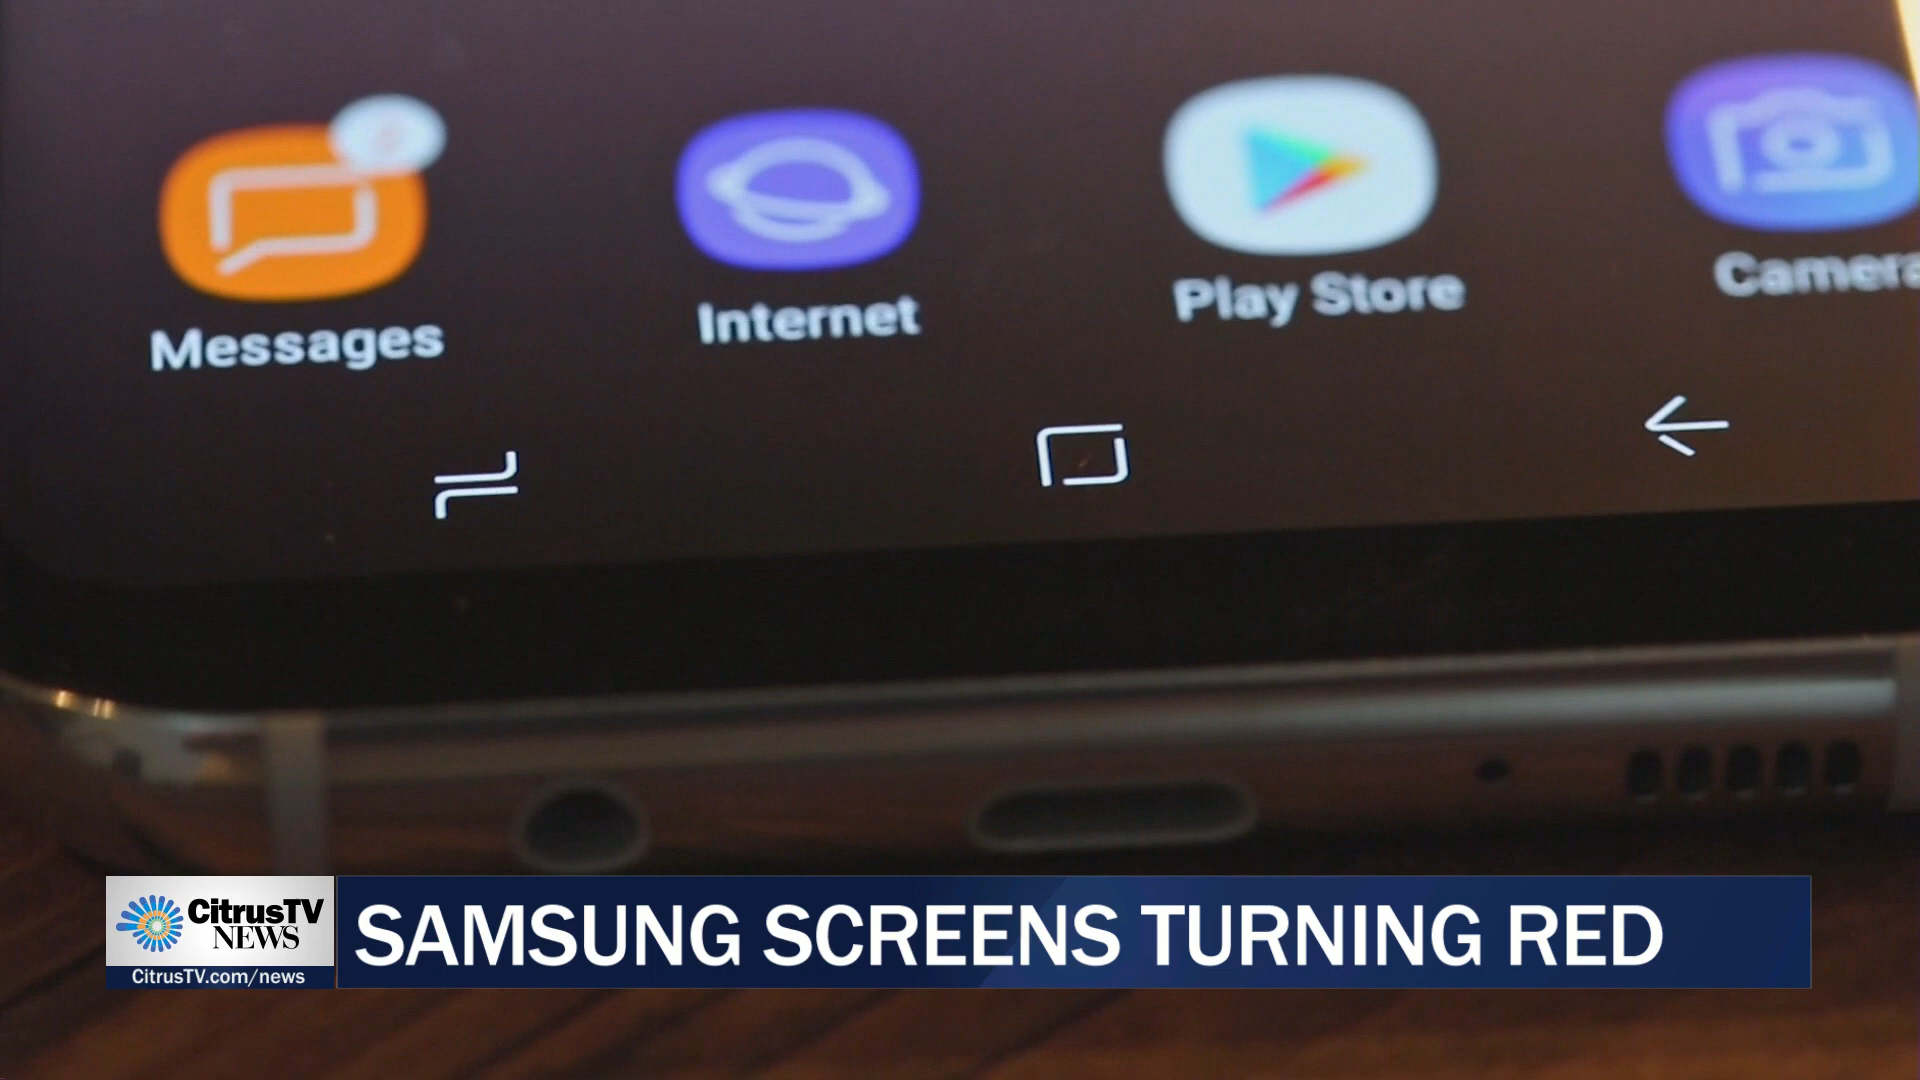 Messages
Internet
Play Store
Camera
CitrusTV
NEWS
CitrusTV.com/news
SAMSUNG SCREENS TURNING RED